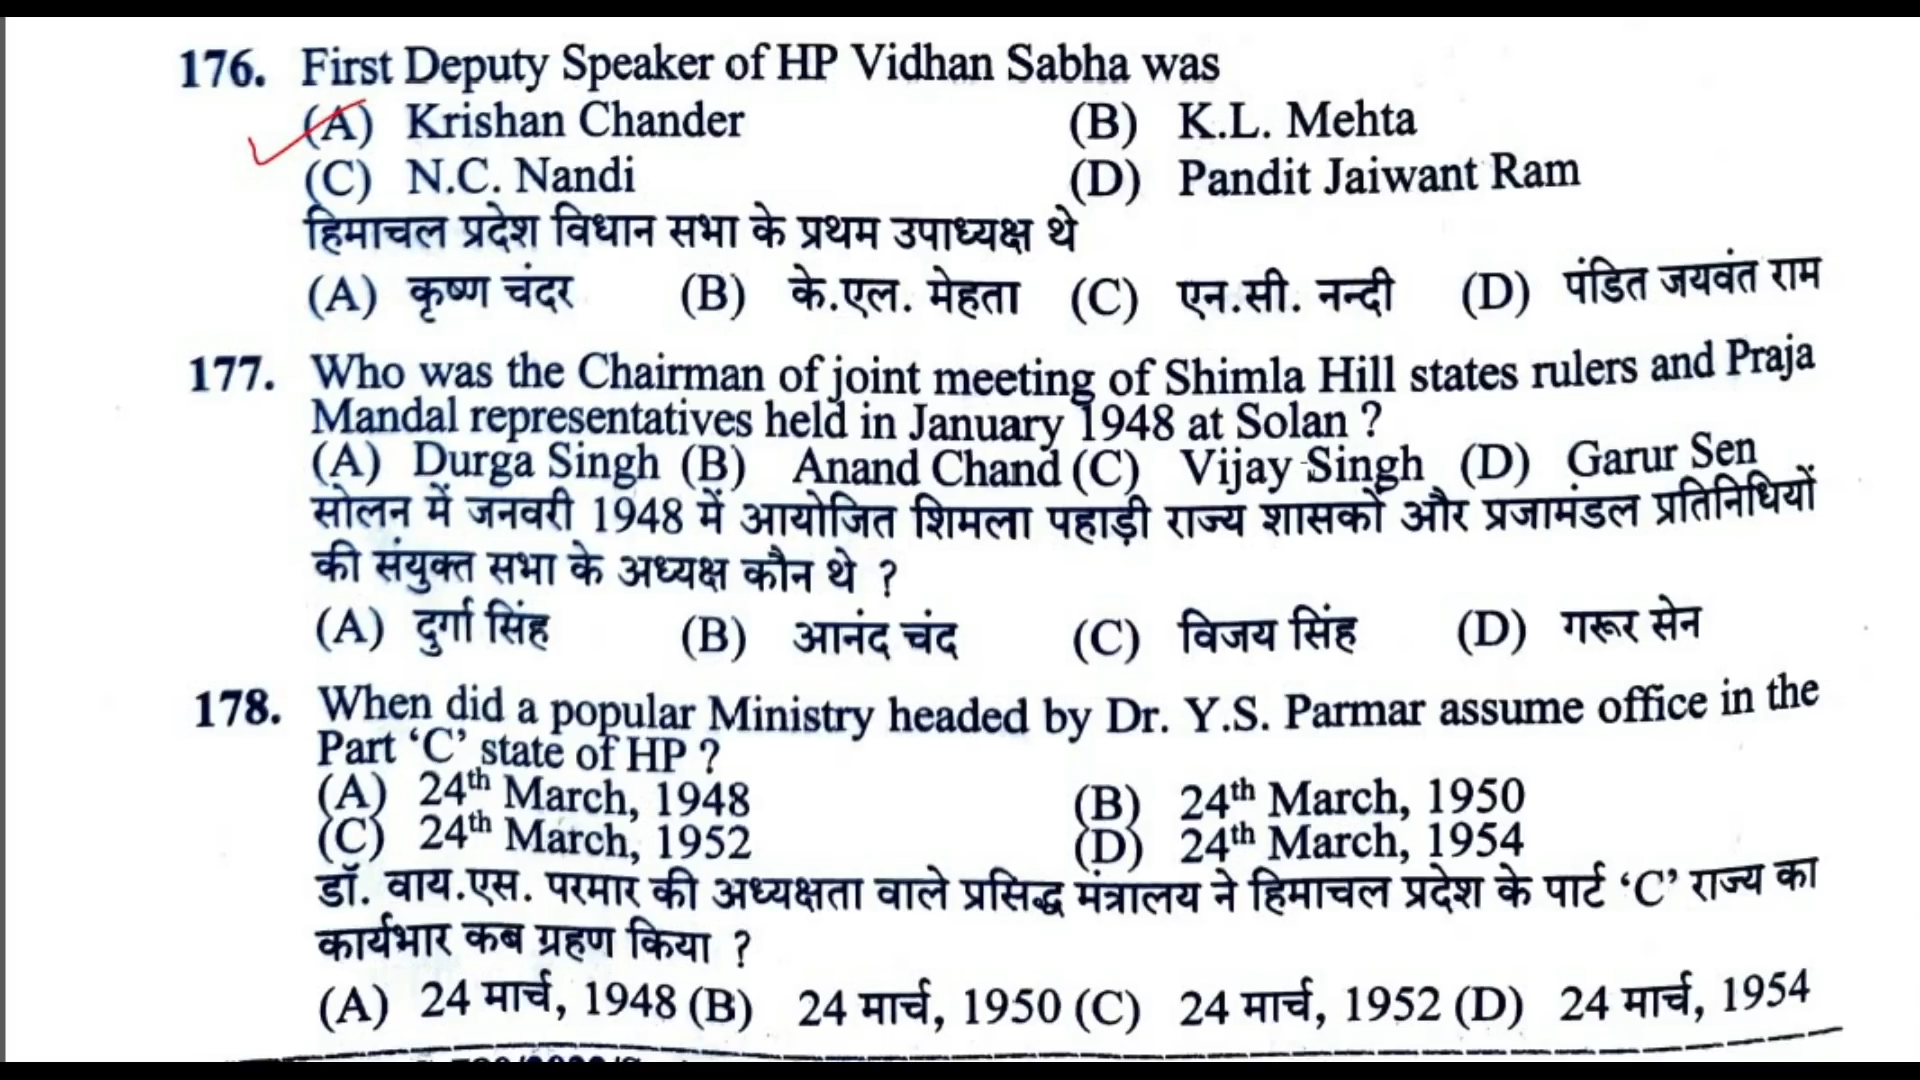 176. First Deputy Speaker of HP Vidhan Sabha was
(A) Krishan Chander (B) K.L. Mehta
(C) N.C. Nandi (D) Pandit Jaiwant Ram
हिमाचल प्रदेश विधान सभा के प्रथम उपाध्यक्ष थे
(A) कृष्ण चंदर (B) के.एल. मेहता (C) एन.सी. नन्दी (D) पंडित जयवंत राम
177. Who was the Chairman of joint meeting of Shimla Hill states rulers and Praja
Mandal representatives held in January 1948 at Solan ?
(A) Durga Singh (B) Anand Chand (C) Vijay Singh (D) Garur Sen
सोलन में जनवरी 1948 में आयोजित शिमला पहाड़ी राज्य शासकों और प्रजामंडल प्रतिनिधियों
की संयुक्त सभा के अध्यक्ष कौन थे ?
(A) दुर्गा सिंह (B) आनंद चंद (C) विजय सिंह (D) गरूर सेन
178. When did a popular Ministry headed by Dr. Y.S. Parmar assume office in the
Part ‘C’ state of HP ?
(A) 24th March, 1948 (B) 24th March, 1950
(C) 24th March, 1952 (D) 24th March, 1954
डॉ. वाय.एस. परमार की अध्यक्षता वाले प्रसिद्ध मंत्रालय ने हिमाचल प्रदेश के पार्ट ‘C’ राज्य का
कार्यभार कब ग्रहण किया ?
(A) 24 मार्च, 1948 (B) 24 मार्च, 1950 (C) 24 मार्च, 1952 (D) 24 मार्च, 1954